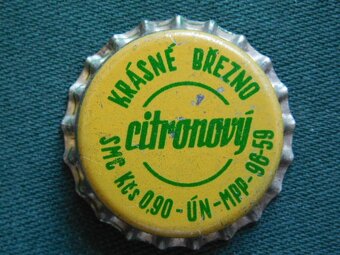 KRÁSNÉ BŘEZNO
citronový
SMC Kčs 0.90 - ÚN - MPP - 96-59